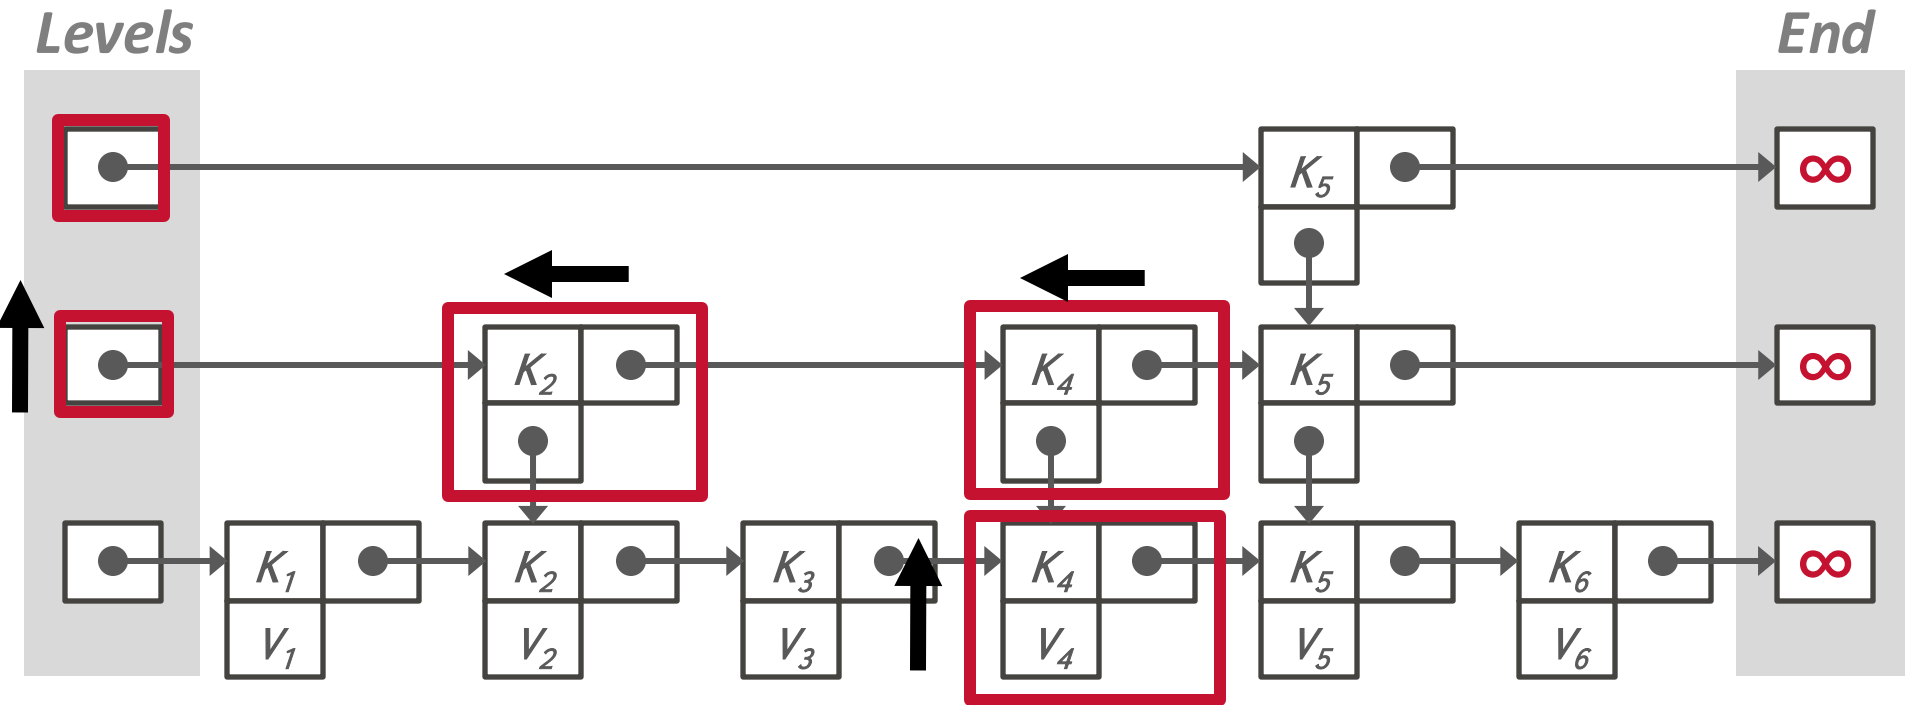 Levels End
K5 ∞
K2 K4 K5 ∞
K1 K2 K3 K4 K5 K6 ∞
V1 V2 V3 V4 V5 V6